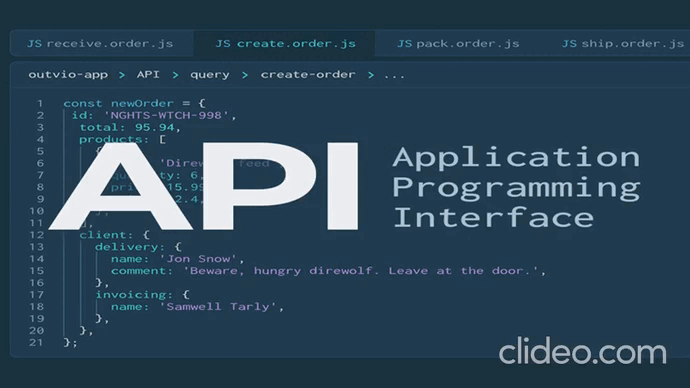 JS receive.order.js JS create.order.js JS pack.order.js JS ship.order.js
outvio-app > API > query > create-order > ...
1 const newOrder = {
2 id: 'NGHTS-WTCH-998',
3 total: 95.94,
4 products: [
5 {
6 feed
7 6,
8
9
10
11
12 client: {
13 delivery: {
14 name: 'Jon Snow',
15 comment: 'Beware, hungry direwolf. Leave at the door.',
16 },
17 invoicing: {
18 name: 'Samwell Tarly',
19 },
20 },
21 };
API
Application
Programming
Interface
clideo.com